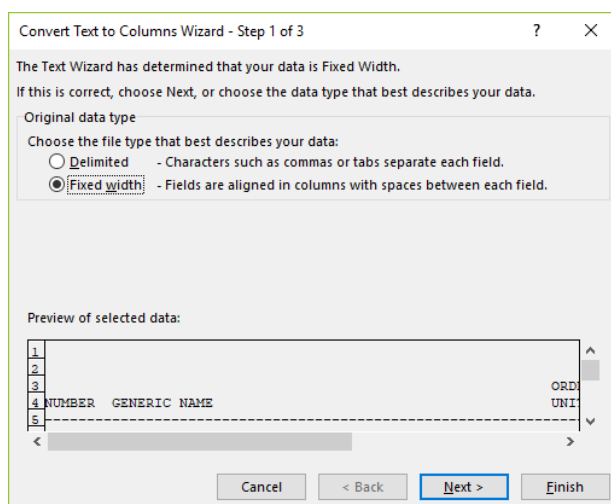 Convert Text to Columns Wizard - Step 1 of 3 ? ×
The Text Wizard has determined that your data is Fixed Width.
If this is correct, choose Next, or choose the data type that best describes your data.
Original data type
Choose the file type that best describes your data:
Delimited - Characters such as commas or tabs separate each field.
Fixed width - Fields are aligned in columns with spaces between each field.
Preview of selected data:
1
2
3 ORD
4 NUMBER GENERIC NAME UNI
5 --------------------------------------------------------------
Cancel < Back Next > Finish